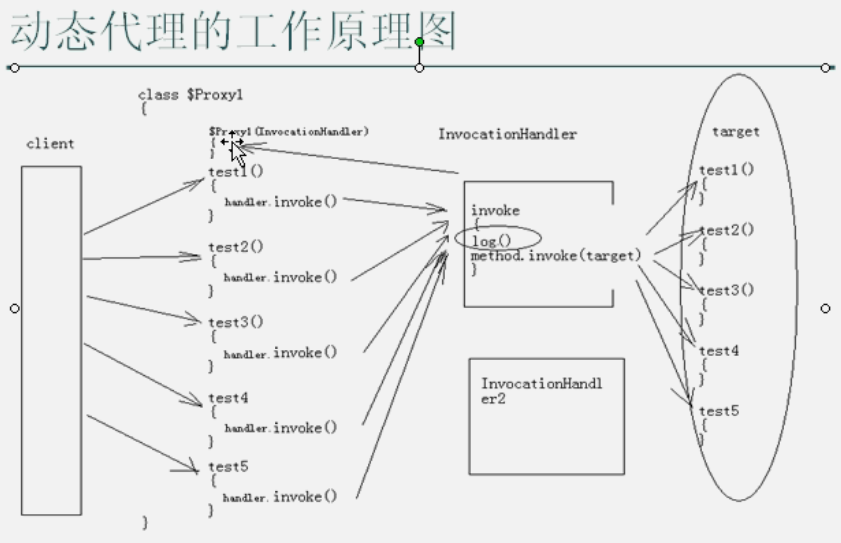 动态代理的工作原理图
class $Proxy1
{
client
$Proxy1(InvocationHandler)
{
}
test1()
{
handler.invoke()
}
test2()
{
handler.invoke()
}
test3()
{
handler.invoke()
}
test4
{
handler.invoke()
}
test5
{
handler.invoke()
}
}
InvocationHandler
invoke
{
log()
method.invoke(target)
}
InvocationHandl
er2
target
test1()
{
}
test2()
{
}
test3()
{
}
test4
{
}
test5
{
}